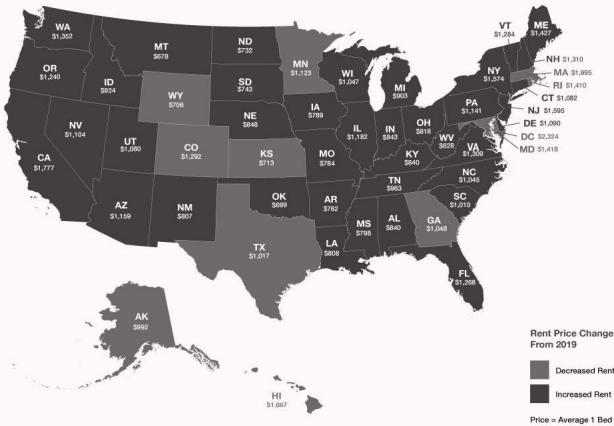 WA
$1,352
OR
$1,240
CA
$1,777
NV
$1,104
ID
$924
MT
$678
WY
$706
UT
$1,080
CO
$1,292
AZ
$1,159
NM
$807
ND
$732
SD
$743
NE
$848
KS
$713
OK
$699
TX
$1,017
MN
$1,123
IA
$789
MO
$784
AR
$762
LA
$808
WI
$1,047
IL
$1,182
MI
$903
IN
$843
OH
$818
KY
$840
TN
$963
MS
$798
AL
$840
GA
$1,048
FL
$1,268
SC
$1,010
NC
$1,045
VA
$1,309
WV
$628
PA
$1,141
NY
$1,574
VT
$1,284
ME
$1,427
NH $1,310
MA $1,995
RI $1,410
CT $1,082
NJ $1,595
DE $1,090
DC $2,324
MD $1,418
AK
$992
HI
$1,667
Rent Price Change
From 2019
Decreased Rent
Increased Rent
Price = Average 1 Bed